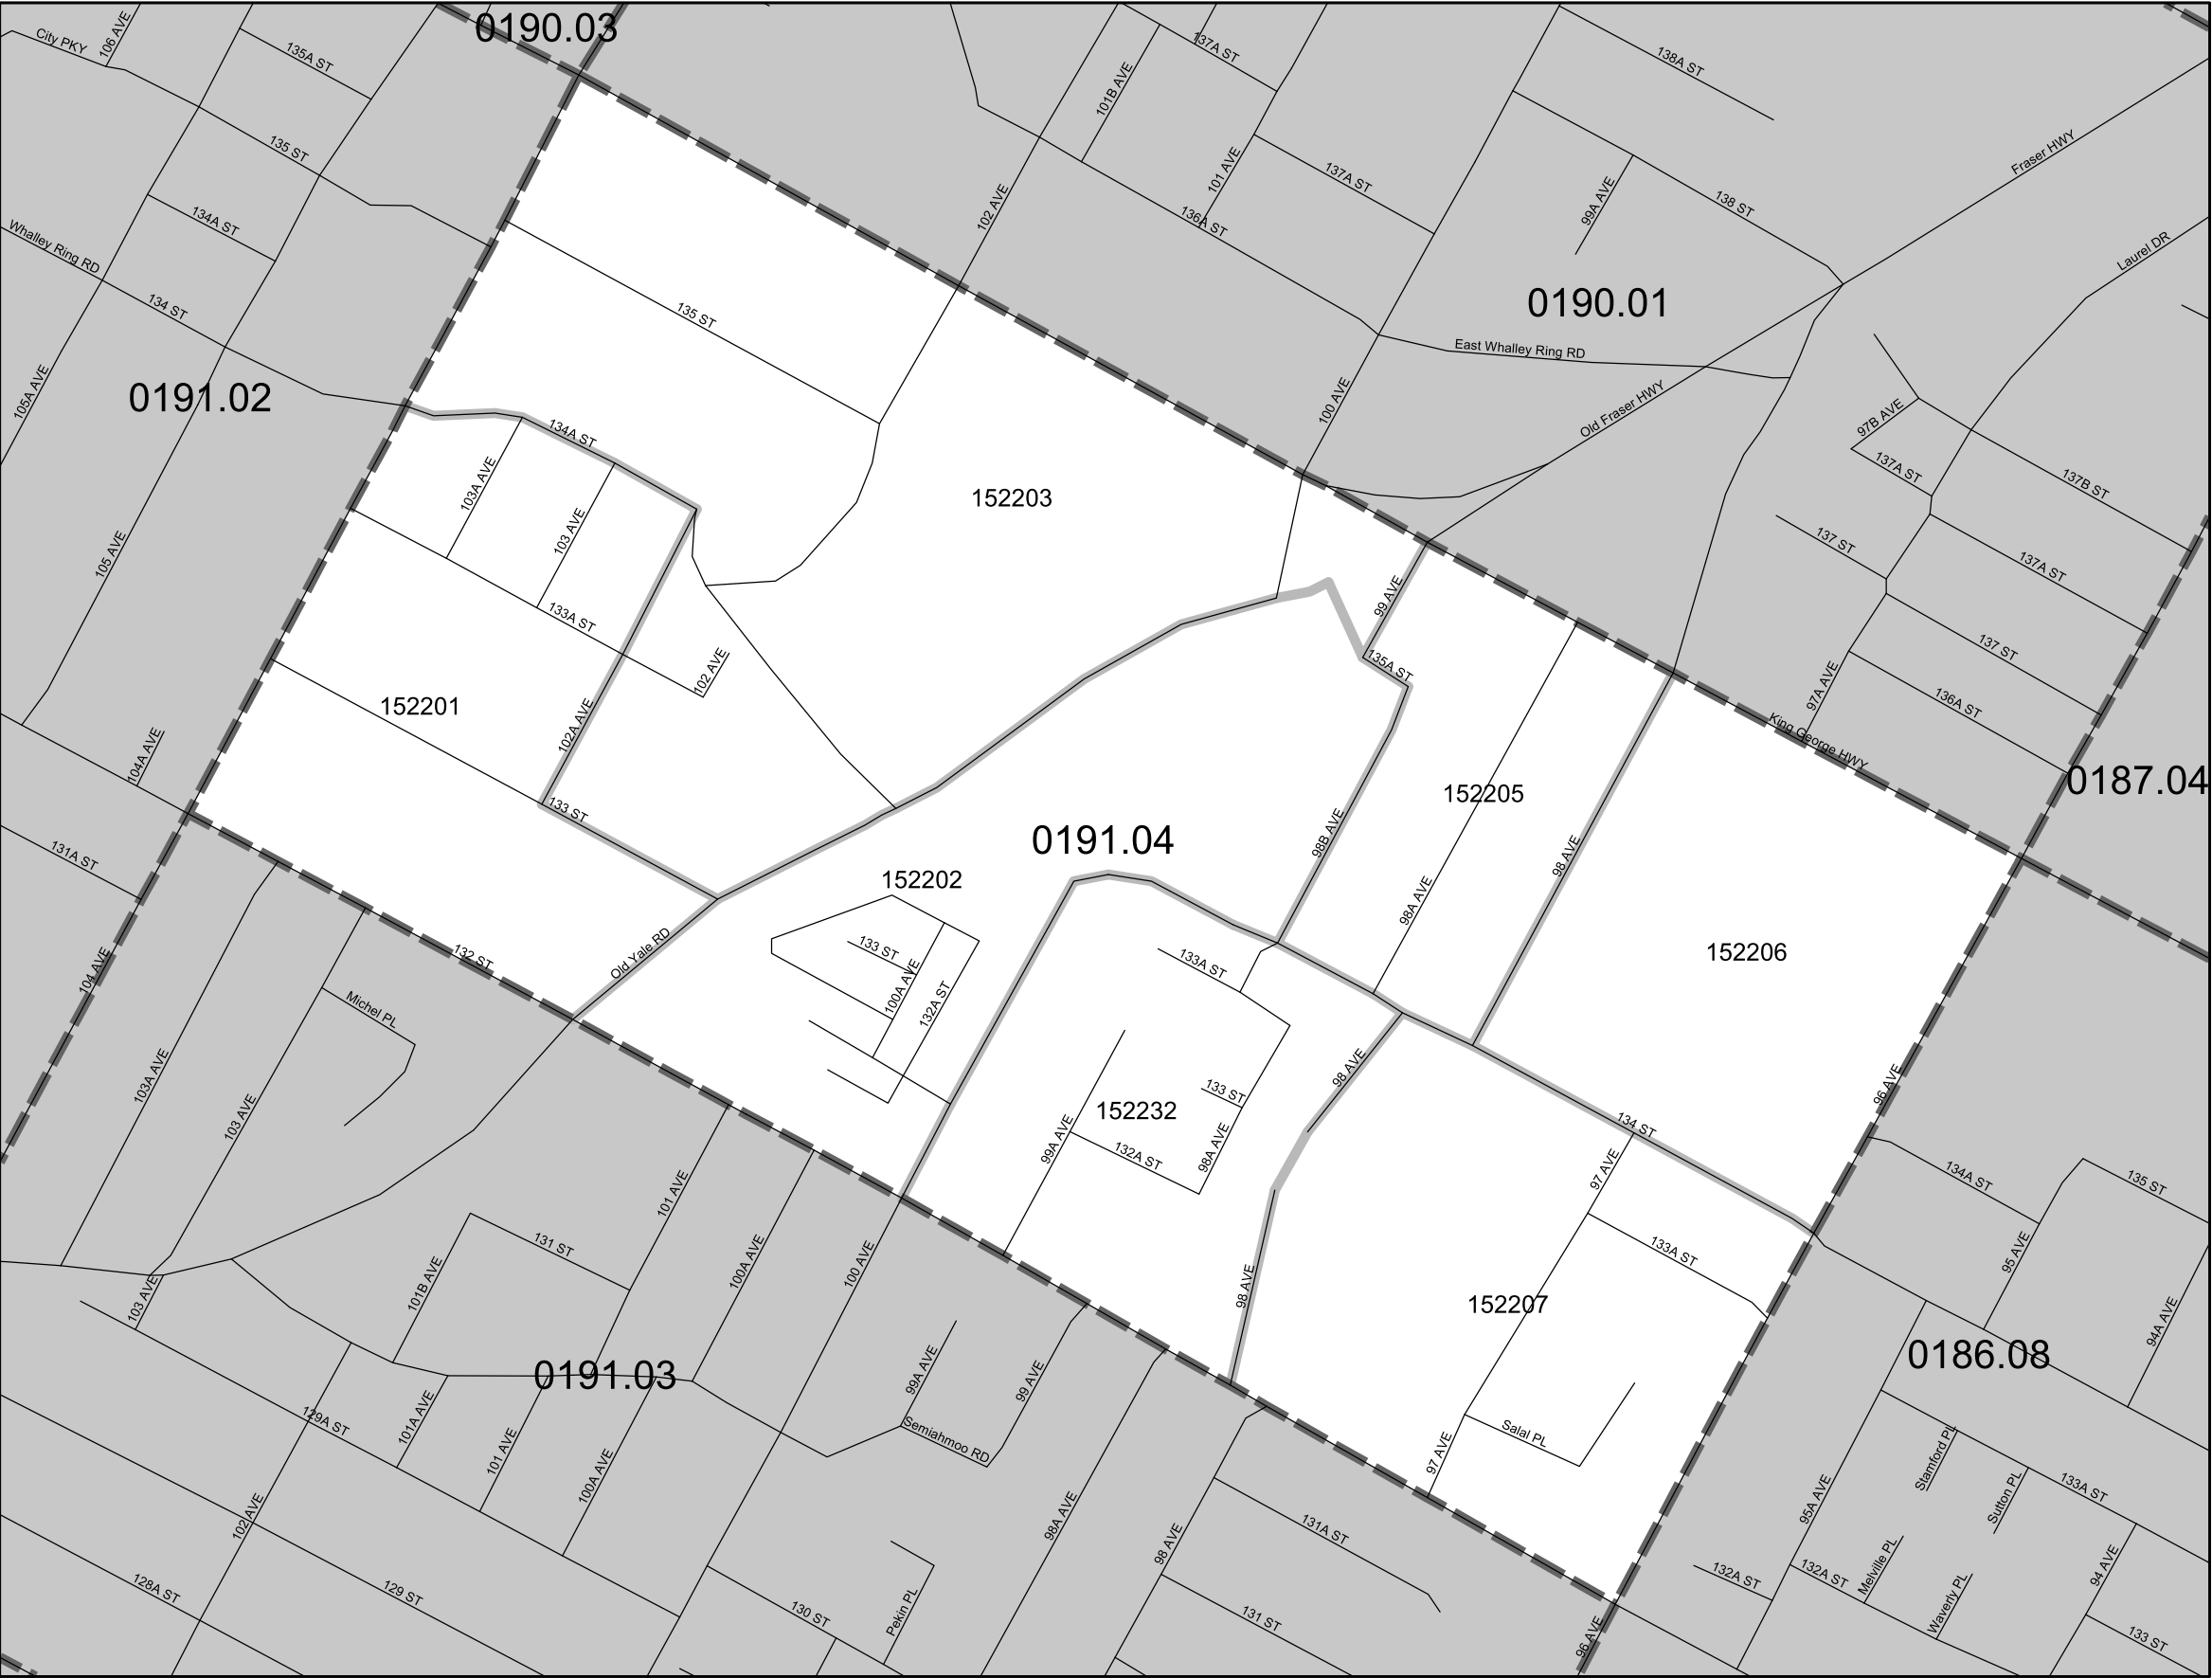 0190.03
City PKY
106 AVE
135A ST
137A ST
138A ST
101B AVE
135 ST
Fraser HWY
101 AVE
137A ST
99A AVE
138 ST
134A ST
102 AVE
136A ST
Whalley Ring RD
Laurel DR
134 ST
135 ST
0190.01
East Whalley Ring RD
105A AVE
0191.02
100 AVE
Old Fraser HWY
97B AVE
134A ST
137A ST
103A AVE
152203
137B ST
103 AVE
137 ST
105 AVE
137A ST
99 AVE
133A ST
137 ST
102 AVE
135A ST
97A AVE
136A ST
152201
102A AVE
King George HWY
104A AVE
0187.04
152205
133 ST
0191.04
98B AVE
131A ST
98 AVE
152202
98A AVE
133 ST
Old Yale RD
132 ST
104 AVE
152206
133A ST
100A AVE
132A ST
Michel PL
103A AVE
98 AVE
96 AVE
133 ST
103 AVE
152232
134 ST
99A AVE
132A ST
98A AVE
97 AVE
134A ST
135 ST
101 AVE
131 ST
100A AVE
100 AVE
133A ST
95 AVE
101B AVE
98 AVE
103 AVE
152207
94A AVE
0186.08
0191.03
99A AVE
99 AVE
129A ST
101A AVE
Semiahmoo RD
Salal PL
101 AVE
97 AVE
Stamford PL
100A AVE
133A ST
Sutton PL
95A AVE
102 AVE
98A AVE
131A ST
98 AVE
128A ST
129 ST
132A ST
132A ST
Melville PL
94 AVE
Waverly PL
130 ST
Pekin PL
131 ST
96 AVE
133 ST